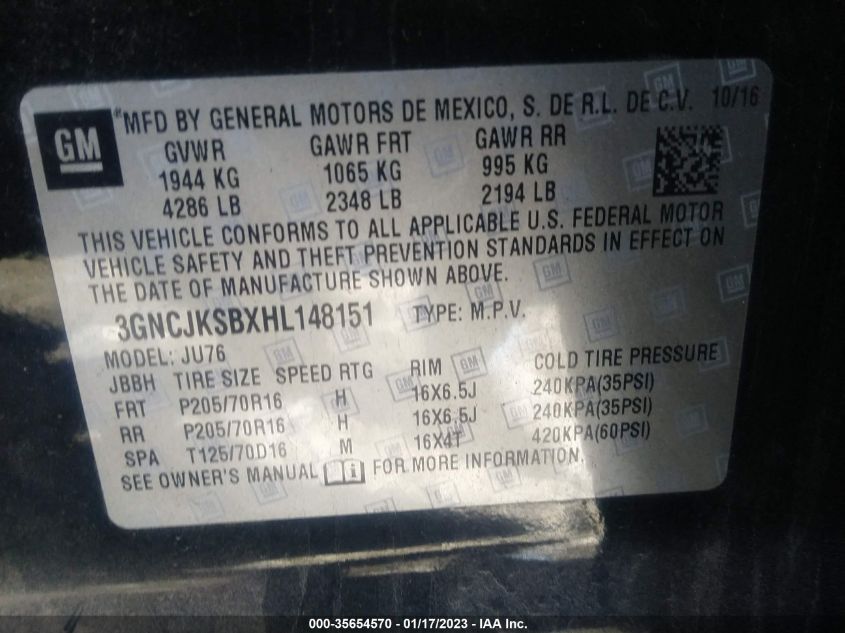 GM
*MFD BY GENERAL MOTORS DE MEXICO, S. DE R.L. DE C.V. 10/16
GVWR GAWR FRT GAWR RR
1944 KG 1065 KG 995 KG
4286 LB 2348 LB 2194 LB
THIS VEHICLE CONFORMS TO ALL APPLICABLE U.S. FEDERAL MOTOR
VEHICLE SAFETY AND THEFT PREVENTION STANDARDS IN EFFECT ON
THE DATE OF MANUFACTURE SHOWN ABOVE.
3GNCJKSBXHL148151 TYPE: M.P.V.
MODEL: JU76
JBBH TIRE SIZE SPEED RTG RIM COLD TIRE PRESSURE
FRT P205/70R16 H 16X6.5J 240KPA(35PSI)
RR P205/70R16 H 16X6.5J 240KPA(35PSI)
SPA T125/70D16 M 16X4T 420KPA(60PSI)
SEE OWNER'S MANUAL FOR MORE INFORMATION.
000-35654570 — 01/17/2023 — IAA Inc.